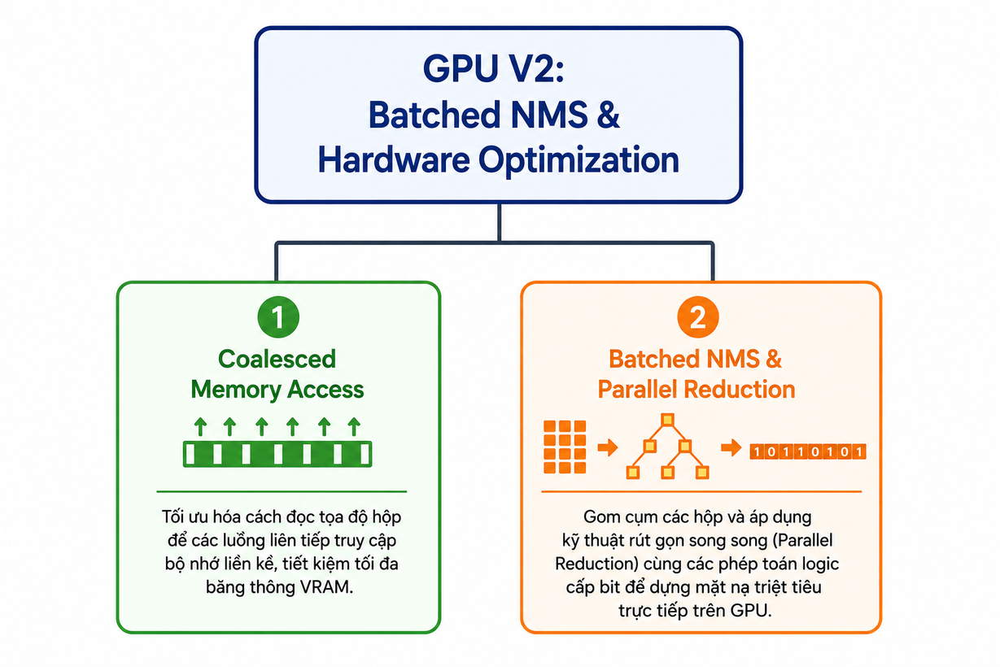 GPU V2:
Batched NMS &
Hardware Optimization
1
Coalesced
Memory Access
Tối ưu hóa cách đọc tọa độ hộp
để các luồng liên tiếp truy cập
bộ nhớ liền kề, tiết kiệm tối đa
băng thông VRAM.
2
Batched NMS &
Parallel Reduction
10110101
Gom cụm các hộp và áp dụng
kỹ thuật rút gọn song song (Parallel
Reduction) cùng các phép toán logic
cấp bit để dựng mặt nạ triệt tiêu
trực tiếp trên GPU.